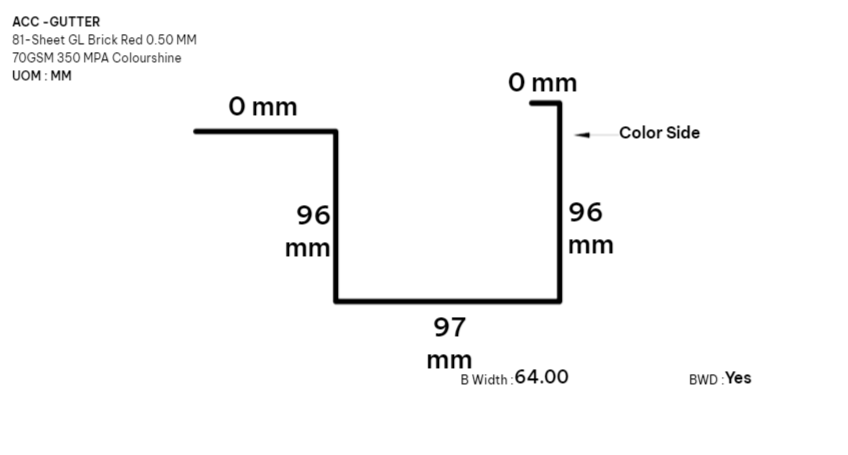 ACC -GUTTER
81-Sheet GL Brick Red 0.50 MM
70GSM 350 MPA Colourshine
UOM : MM
0 mm
0 mm
Color Side
96
mm
96
mm
97
mm
B Width : 64.00
BWD : Yes